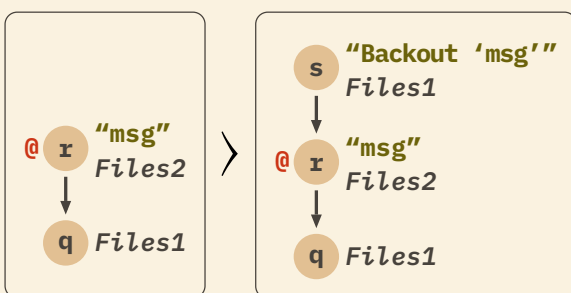 “msg”
@ r
Files2
q Files1
“Backout ‘msg’”
s
Files1
“msg”
@ r
Files2
q Files1